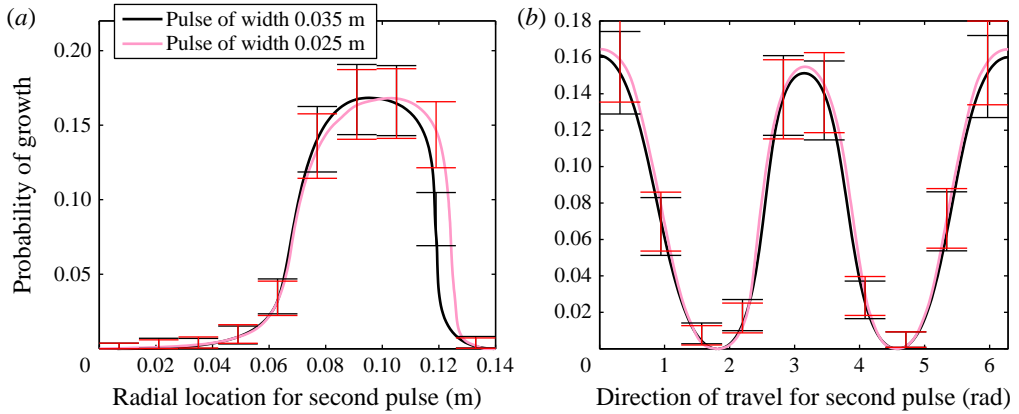 (a)
Pulse of width 0.035 m
Pulse of width 0.025 m
0.20
0.15
0.10
0.05
Probability of growth
0 0.02 0.04 0.06 0.08 0.10 0.12 0.14
Radial location for second pulse (m)
(b)
0.18
0.16
0.14
0.12
0.10
0.08
0.06
0.04
0.02
0 1 2 3 4 5 6
Direction of travel for second pulse (rad)